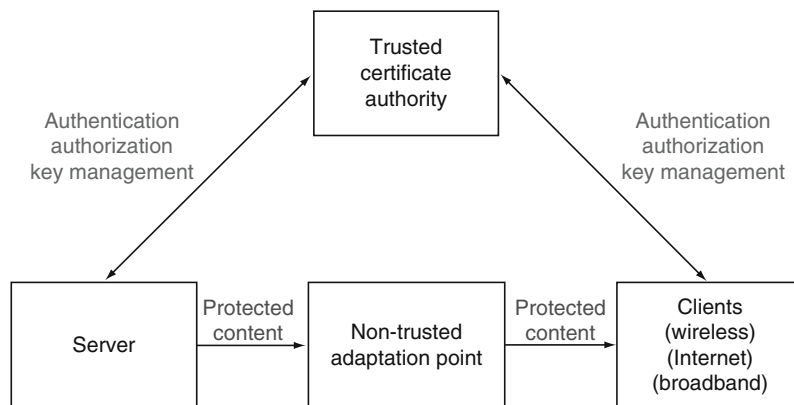 Trusted
certificate
authority
Authentication
authorization
key management
Authentication
authorization
key management
Server
Protected
content
Non-trusted
adaptation point
Protected
content
Clients
(wireless)
(Internet)
(broadband)